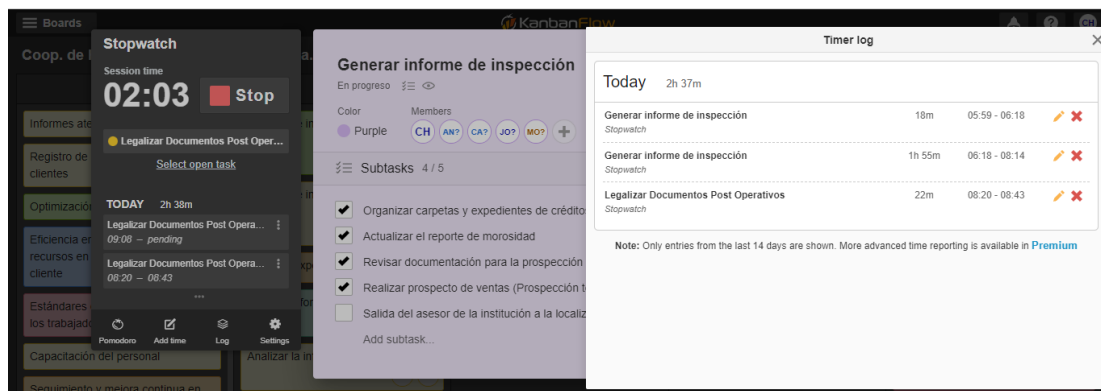 Boards
KanbanFlow
CH
Coop. de
Informes ate
Registro de
clientes
Optimizació
Eficiencia en
recursos en
cliente
Estándares
los trabajado
Capacitación del personal
Seguimiento y mejora continua en
Analizar la in
Stopwatch
Session time
02:03
Stop
Legalizar Documentos Post Oper...
Select open task
TODAY 2h 38m
Legalizar Documentos Post Opera...
09:08 – pending
Legalizar Documentos Post Opera...
08:20 – 08:43
...
Pomodoro Add time Log Settings
Generar informe de inspección
En progreso
Color Members
Purple CH AN? CA? JO? MO? +
Subtasks 4 / 5
Organizar carpetas y expedientes de crédito
Actualizar el reporte de morosidad
Revisar documentación para la prospección
Realizar prospecto de ventas (Prospección t
Salida del asesor de la institución a la localiz
Add subtask...
Timer log
Today 2h 37m
Generar informe de inspección 18m 05:59 - 06:18
Stopwatch
Generar informe de inspección 1h 55m 06:18 - 08:14
Stopwatch
Legalizar Documentos Post Operativos 22m 08:20 - 08:43
Stopwatch
Note: Only entries from the last 14 days are shown. More advanced time reporting is available in Premium